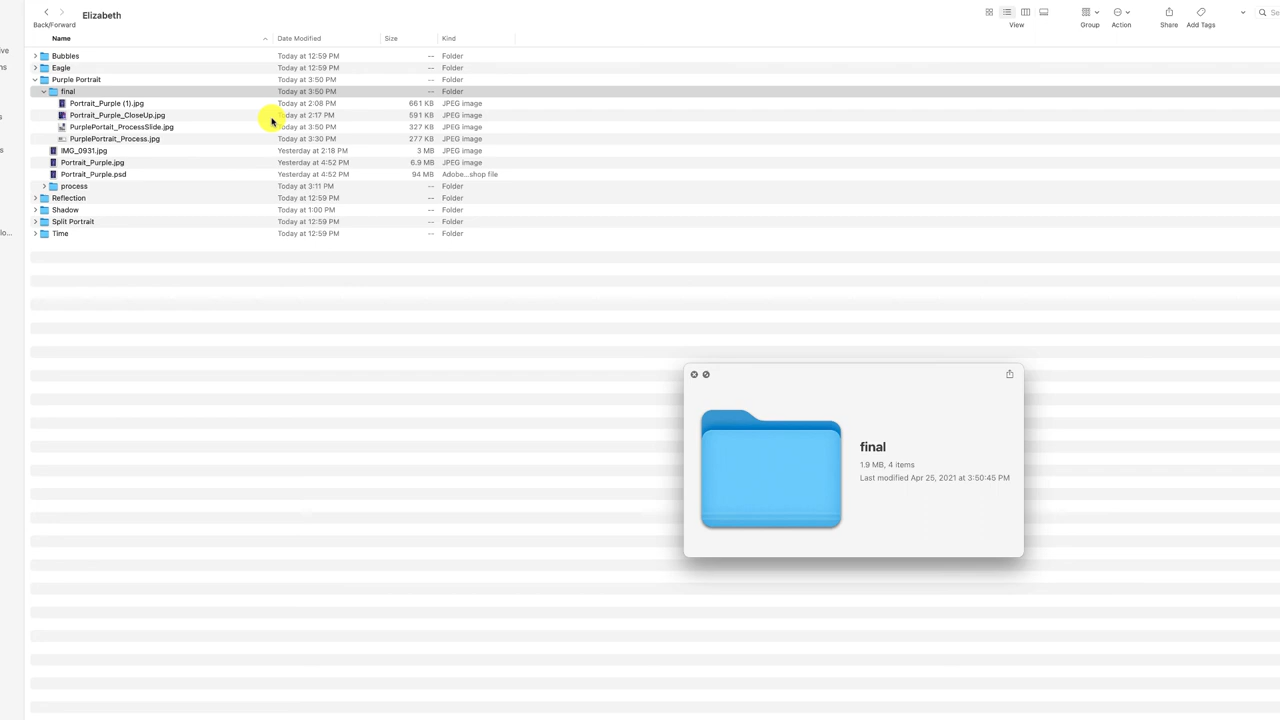 Elizabeth
Back/Forward View Group Action Share Add Tags
Name Date Modified Size Kind
Bubbles Today at 12:59 PM -- Folder
Eagle Today at 12:59 PM -- Folder
Purple Portrait Today at 3:50 PM -- Folder
final Today at 3:50 PM -- Folder
Portrait_Purple (1).jpg Today at 2:08 PM 661 KB JPEG image
Portrait_Purple_CloseUp.jpg Today at 2:17 PM 591 KB JPEG image
PurplePortait_ProcessSlide.jpg Today at 3:50 PM 327 KB JPEG image
PurplePortrait_Process.jpg Today at 3:30 PM 277 KB JPEG image
IMG_0931.jpg Yesterday at 2:18 PM 3 MB JPEG image
Portrait_Purple.jpg Yesterday at 4:52 PM 6.9 MB JPEG image
Portrait_Purple.psd Yesterday at 4:52 PM 94 MB Adobe...shop file
process Today at 3:11 PM -- Folder
Reflection Today at 12:59 PM -- Folder
Shadow Today at 1:00 PM -- Folder
Split Portrait Today at 12:59 PM -- Folder
Time Today at 12:59 PM -- Folder
final
1.9 MB, 4 items
Last modified Apr 25, 2021 at 3:50:45 PM